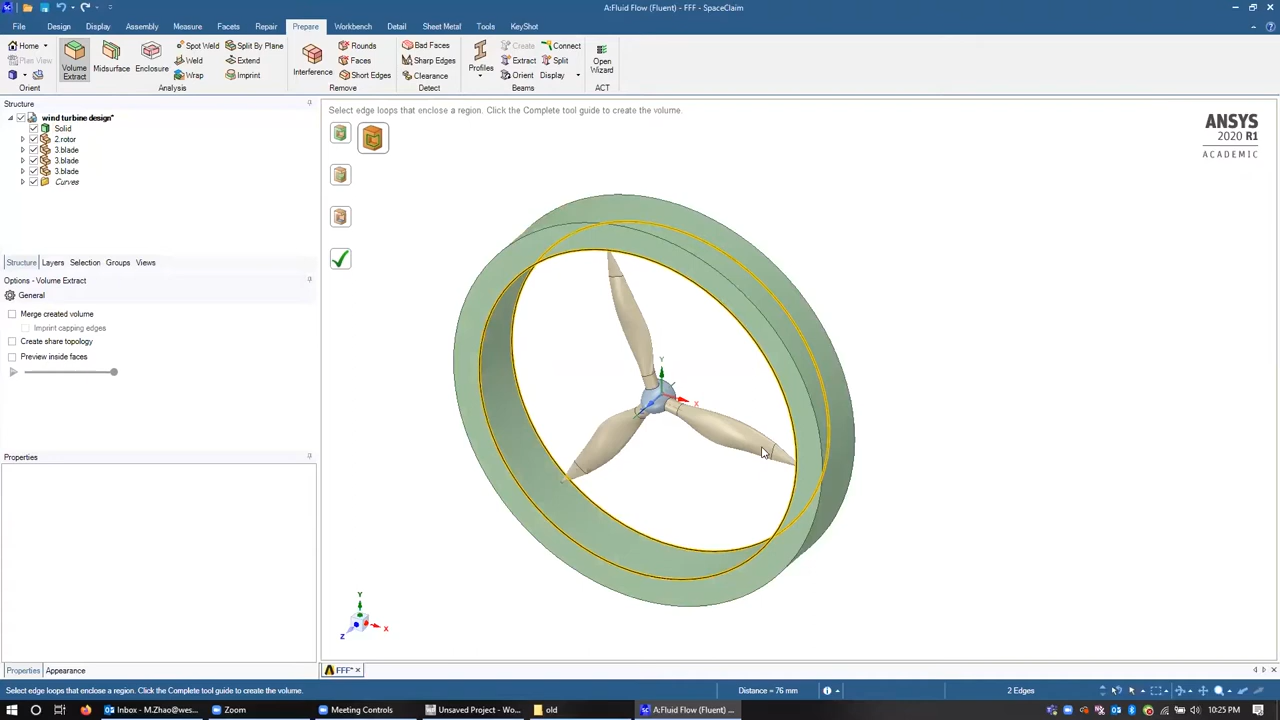 A:Fluid Flow (Fluent) - FFF - SpaceClaim
File Design Display Assembly Measure Facets Repair Prepare Workbench Detail Sheet Metal Tools KeyShot
Home
Plan View
Orient
Volume Extract
Midsurface
Enclosure
Spot Weld
Weld
Wrap
Split By Plane
Extend
Imprint
Analysis
Interference
Rounds
Faces
Short Edges
Remove
Bad Faces
Sharp Edges
Clearance
Detect
Profiles
Create
Extract
Orient
Connect
Split
Display
Beams
Open Wizard
ACT
Structure
wind turbine design*
Solid
2.rotor
3.blade
3.blade
3.blade
Curves
Structure Layers Selection Groups Views
Options - Volume Extract
General
Merge created volume
Imprint capping edges
Create share topology
Preview inside faces
Properties
Properties Appearance
Select edge loops that enclose a region. Click the Complete tool guide to create the volume.
ANSYS
2020 R1
ACADEMIC
Y
X
Y
X
Z
FFF*
Select edge loops that enclose a region. Click the Complete tool guide to create the volume.
Distance = 76 mm
2 Edges
Inbox - M.Zhao@wes...
Zoom
Meeting Controls
Unsaved Project - Wo...
old
A:Fluid Flow (Fluent)...
10:25 PM